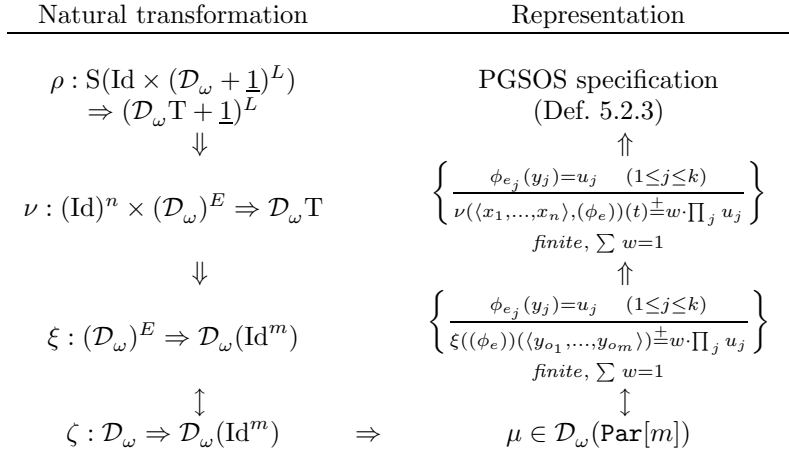 Natural transformation Representation
ρ : S(Id × (𝒟_ω + 1)^L) PGSOS specification
⇒ (𝒟_ωT + 1)^L (Def. 5.2.3)
⇓ ⇑
ν : (Id)^n × (𝒟_ω)^E ⇒ 𝒟_ωT { ϕ_{e_j}(y_j)=u_j (1≤j≤k) / ν(⟨x_1,...,x_n⟩,(ϕ_e))(t)±w·∏_j u_j }
finite, ∑ w=1
⇓ ⇑
ξ : (𝒟_ω)^E ⇒ 𝒟_ω(Id^m) { ϕ_{e_j}(y_j)=u_j (1≤j≤k) / ξ((ϕ_e))(⟨y_{o_1},...,y_{o_m}⟩)±w·∏_j u_j }
finite, ∑ w=1
↕ ↕
ζ : 𝒟_ω ⇒ 𝒟_ω(Id^m) ⇒ μ ∈ 𝒟_ω(Par[m])